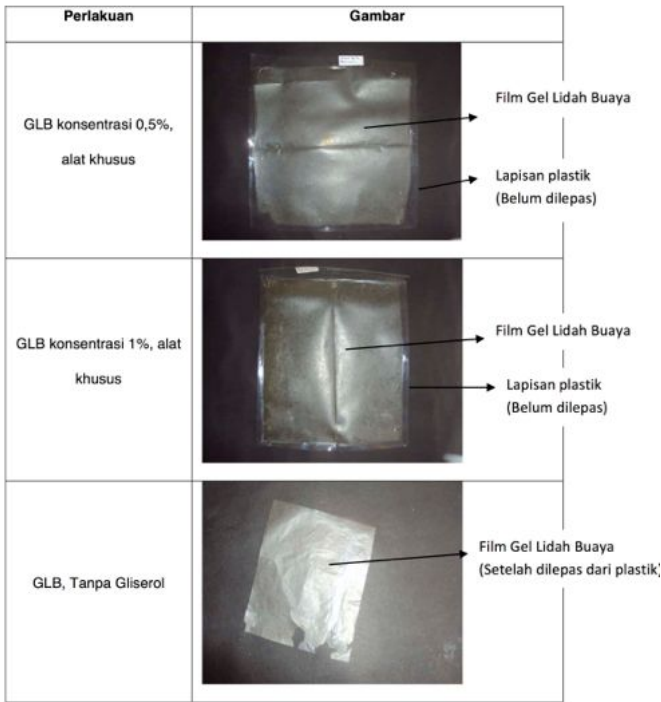 Perlakuan
Gambar
GLB konsentrasi 0,5%,
alat khusus
Film Gel Lidah Buaya
Lapisan plastik
(Belum dilepas)
GLB konsentrasi 1%, alat
khusus
Film Gel Lidah Buaya
Lapisan plastik
(Belum dilepas)
GLB, Tanpa Gliserol
Film Gel Lidah Buaya
(Setelah dilepas dari plastik)